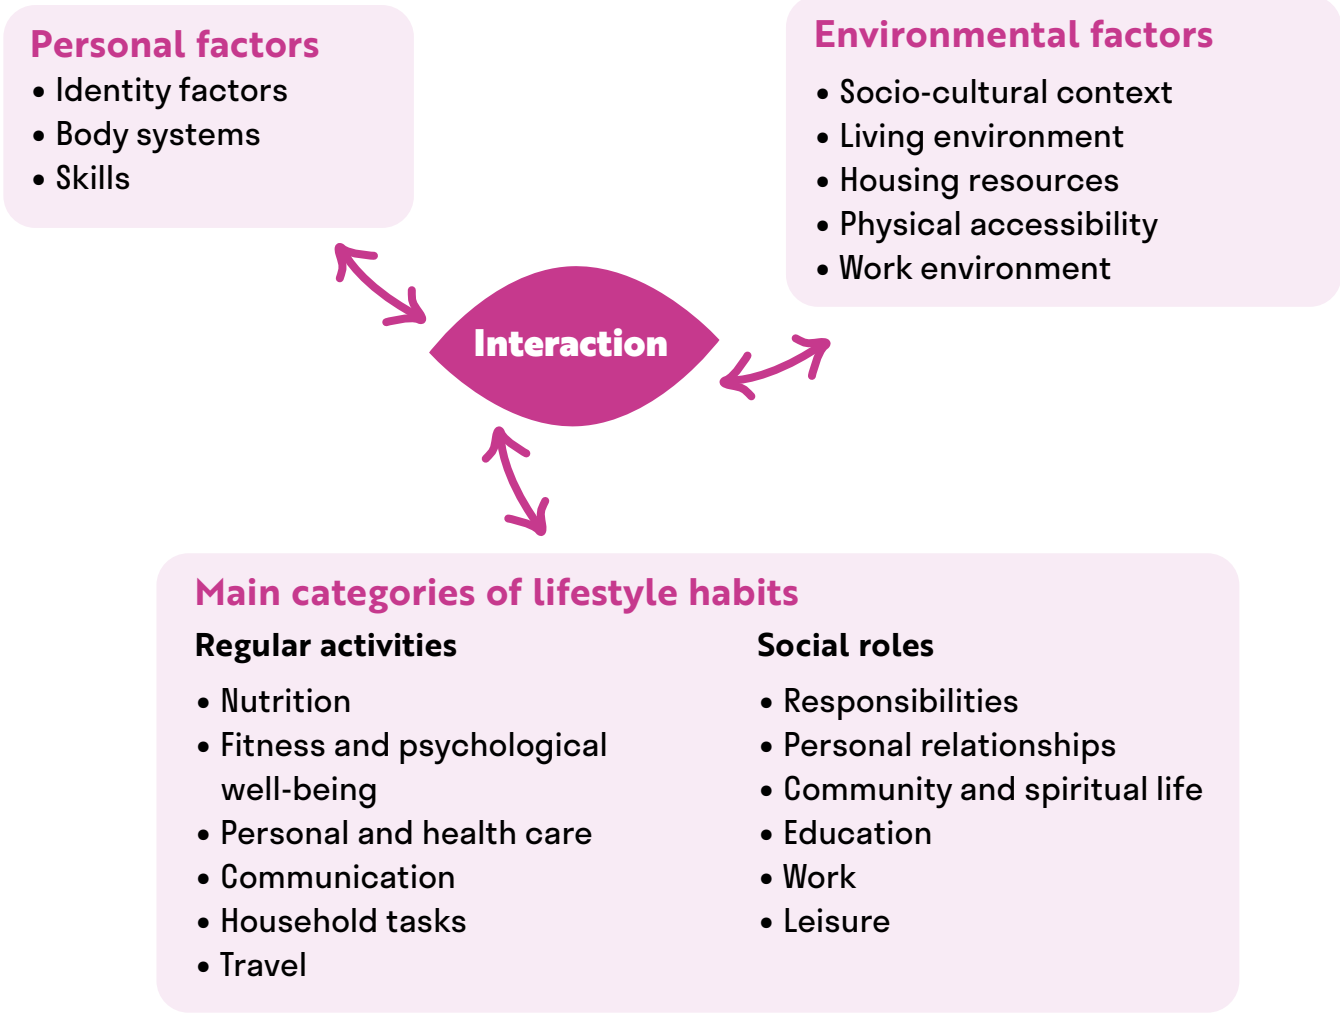 Personal factors
• Identity factors
• Body systems
• Skills
Environmental factors
• Socio-cultural context
• Living environment
• Housing resources
• Physical accessibility
• Work environment
Interaction
Main categories of lifestyle habits
Regular activities
• Nutrition
• Fitness and psychological
well-being
• Personal and health care
• Communication
• Household tasks
• Travel
Social roles
• Responsibilities
• Personal relationships
• Community and spiritual life
• Education
• Work
• Leisure